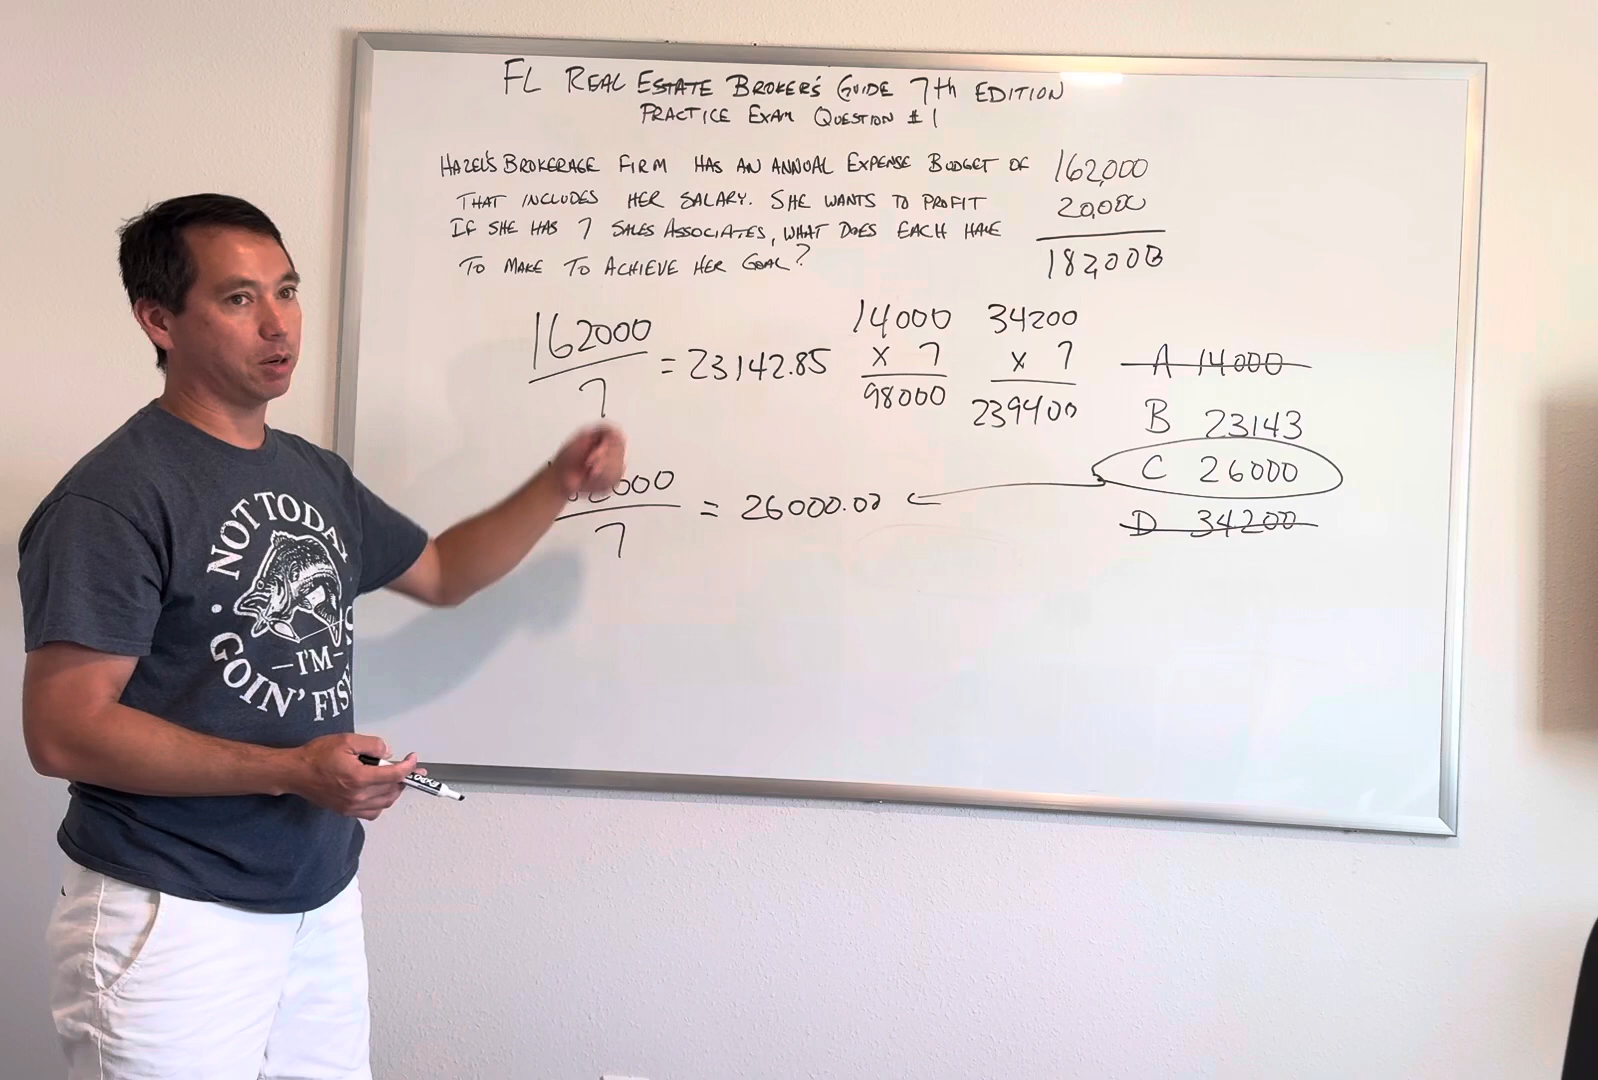 FL REAL ESTATE BROKER'S GUIDE 7th EDITION
PRACTICE EXAM QUESTION #1
HAZEL'S BROKERAGE FIRM HAS AN ANNUAL EXPENSE BUDGET OF 162,000
THAT INCLUDES HER SALARY. SHE WANTS TO PROFIT 20,000
IF SHE HAS 7 SALES ASSOCIATES, WHAT DOES EACH HAVE
182,000
TO MAKE TO ACHIEVE HER GOAL?
162000
7
= 23142.85
14000
x 7
98000
34200
x 7
239400
A 14000
B 23143
C 26000
D 34200
2000
7
= 26000.00
NOT TODAY
I'M
GOIN' FISH
EXPO